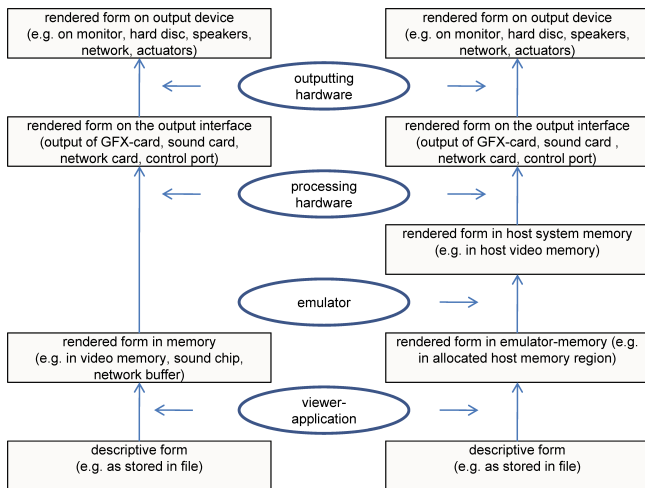 rendered form on output device
(e.g. on monitor, hard disc, speakers,
network, actuators)
rendered form on output device
(e.g. on monitor, hard disc, speakers,
network, actuators)
outputting
hardware
rendered form on the output interface
(output of GFX-card, sound card,
network card, control port)
rendered form on the output interface
(output of GFX-card, sound card ,
network card, control port)
processing
hardware
rendered form in host system memory
(e.g. in host video memory)
emulator
rendered form in memory
(e.g. in video memory, sound chip,
network buffer)
rendered form in emulator-memory (e.g.
in allocated host memory region)
viewer-
application
descriptive form
(e.g. as stored in file)
descriptive form
(e.g. as stored in file)